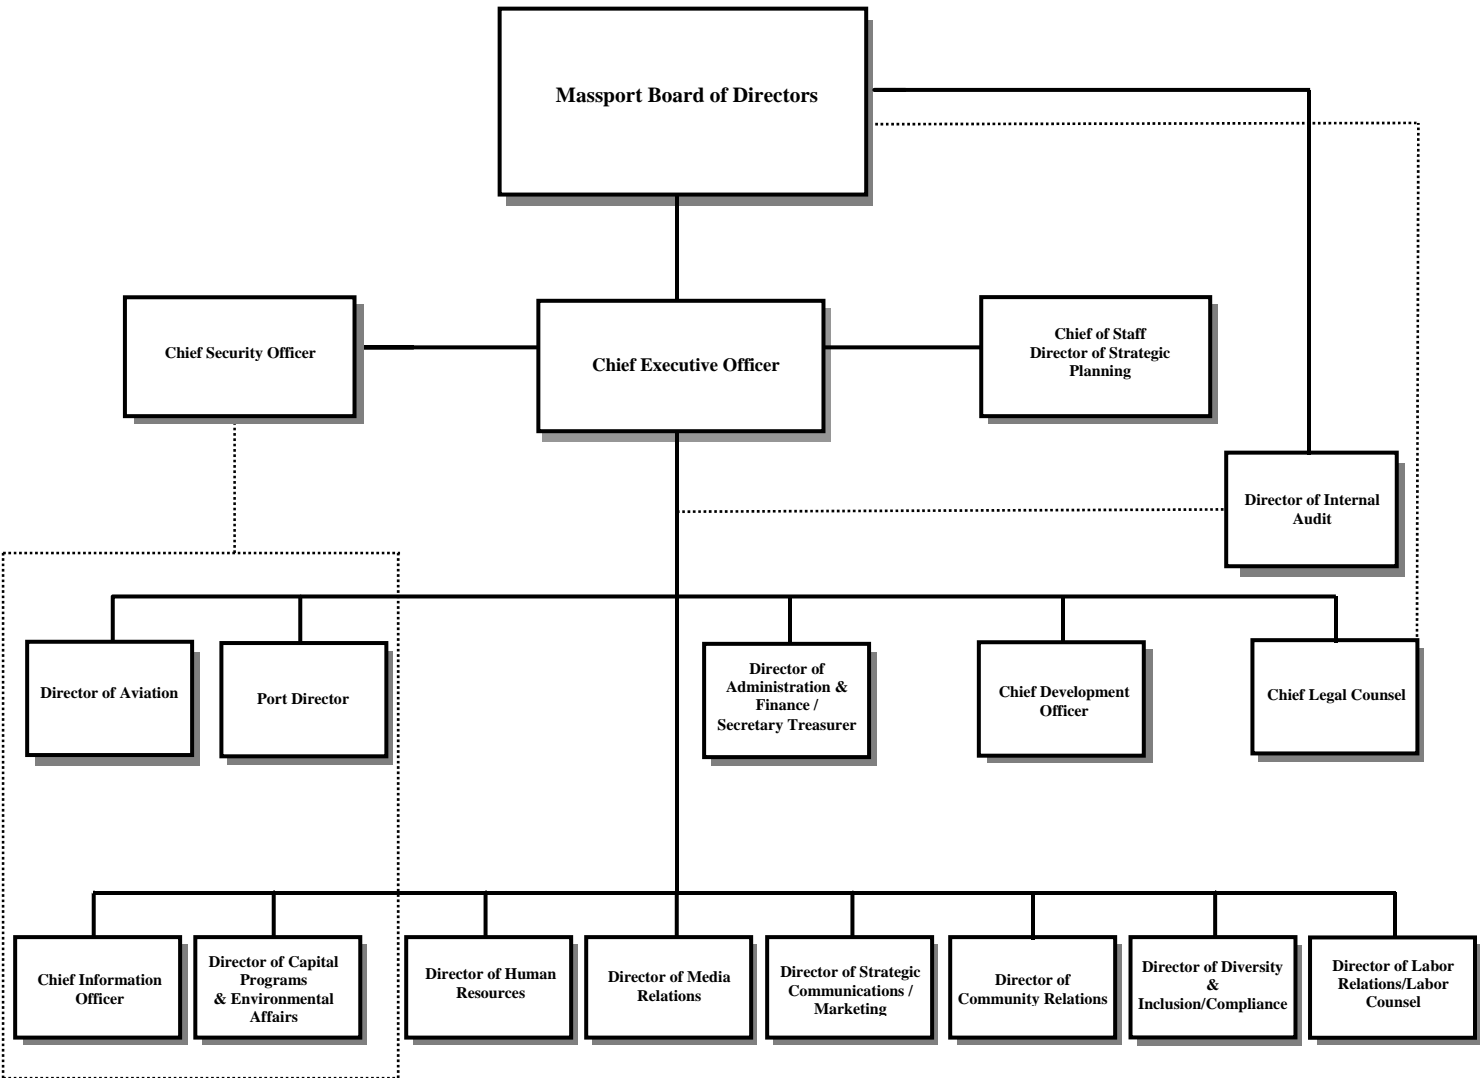 Massport Board of Directors
Chief Security Officer
Chief Executive Officer
Chief of Staff
Director of Strategic
Planning
Director of Internal
Audit
Director of Aviation
Port Director
Director of
Administration &
Finance /
Secretary Treasurer
Chief Development
Officer
Chief Legal Counsel
Chief Information
Officer
Director of Capital
Programs
& Environmental
Affairs
Director of Human
Resources
Director of Media
Relations
Director of Strategic
Communications /
Marketing
Director of
Community Relations
Director of Diversity
&
Inclusion/Compliance
Director of Labor
Relations/Labor
Counsel